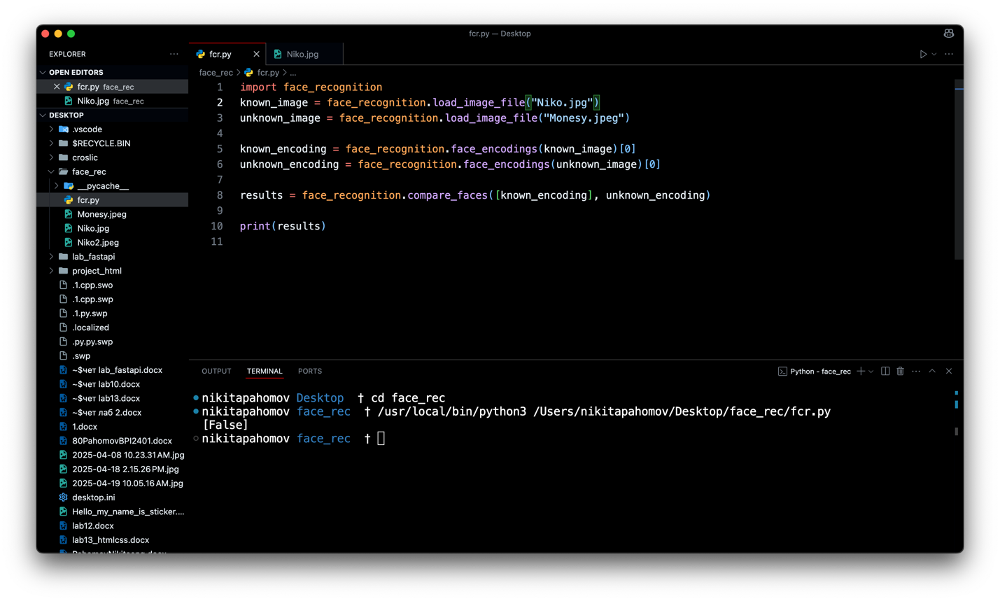 fcr.py — Desktop
EXPLORER
OPEN EDITORS
fcr.py face_rec
Niko.jpg face_rec
DESKTOP
.vscode
$RECYCLE.BIN
croslic
face_rec
__pycache__
fcr.py
Monesy.jpeg
Niko.jpg
Niko2.jpeg
lab_fastapi
project_html
.1.cpp.swo
.1.cpp.swp
.1.py.swp
.localized
.py.py.swp
.swp
~$чет lab_fastapi.docx
~$чет lab10.docx
~$чет lab13.docx
~$чет лаб 2.docx
1.docx
80PahomovBPI2401.docx
2025-04-08 10.23.31 AM.jpg
2025-04-18 2.15.26 PM.jpg
2025-04-19 10.05.16 AM.jpg
desktop.ini
Hello_my_name_is_sticker....
lab12.docx
lab13_htmlcss.docx
fcr.py
Niko.jpg
face_rec > fcr.py > ...
1 import face_recognition
2 known_image = face_recognition.load_image_file("Niko.jpg")
3 unknown_image = face_recognition.load_image_file("Monesy.jpeg")
4
5 known_encoding = face_recognition.face_encodings(known_image)[0]
6 unknown_encoding = face_recognition.face_encodings(unknown_image)[0]
7
8 results = face_recognition.compare_faces([known_encoding], unknown_encoding)
9
10 print(results)
11
OUTPUT TERMINAL PORTS
Python - face_rec
nikitapahomov Desktop † cd face_rec
nikitapahomov face_rec † /usr/local/bin/python3 /Users/nikitapahomov/Desktop/face_rec/fcr.py
[False]
nikitapahomov face_rec †